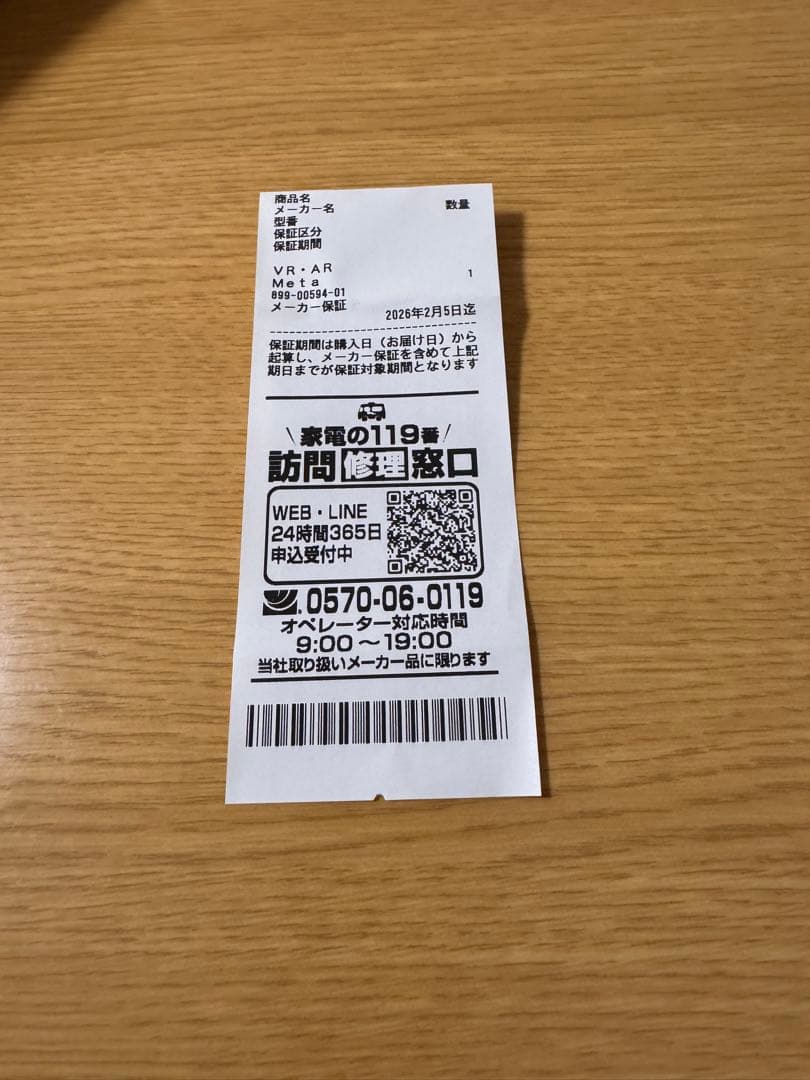 商品名
メーカー名 数量
型番
保証区分
保証期間
VR・AR 1
Meta
899-00594-01
メーカー保証
2026年2月5日迄
保証期間は購入日(お届け日)から
起算し、メーカー保証を含めて上記
期日までが保証対象期間となります
\家電の119番/
訪問修理窓口
WEB・LINE
24時間365日
申込受付中
0570-06-0119
オペレーター対応時間
9:00~19:00
当社取り扱いメーカー品に限ります